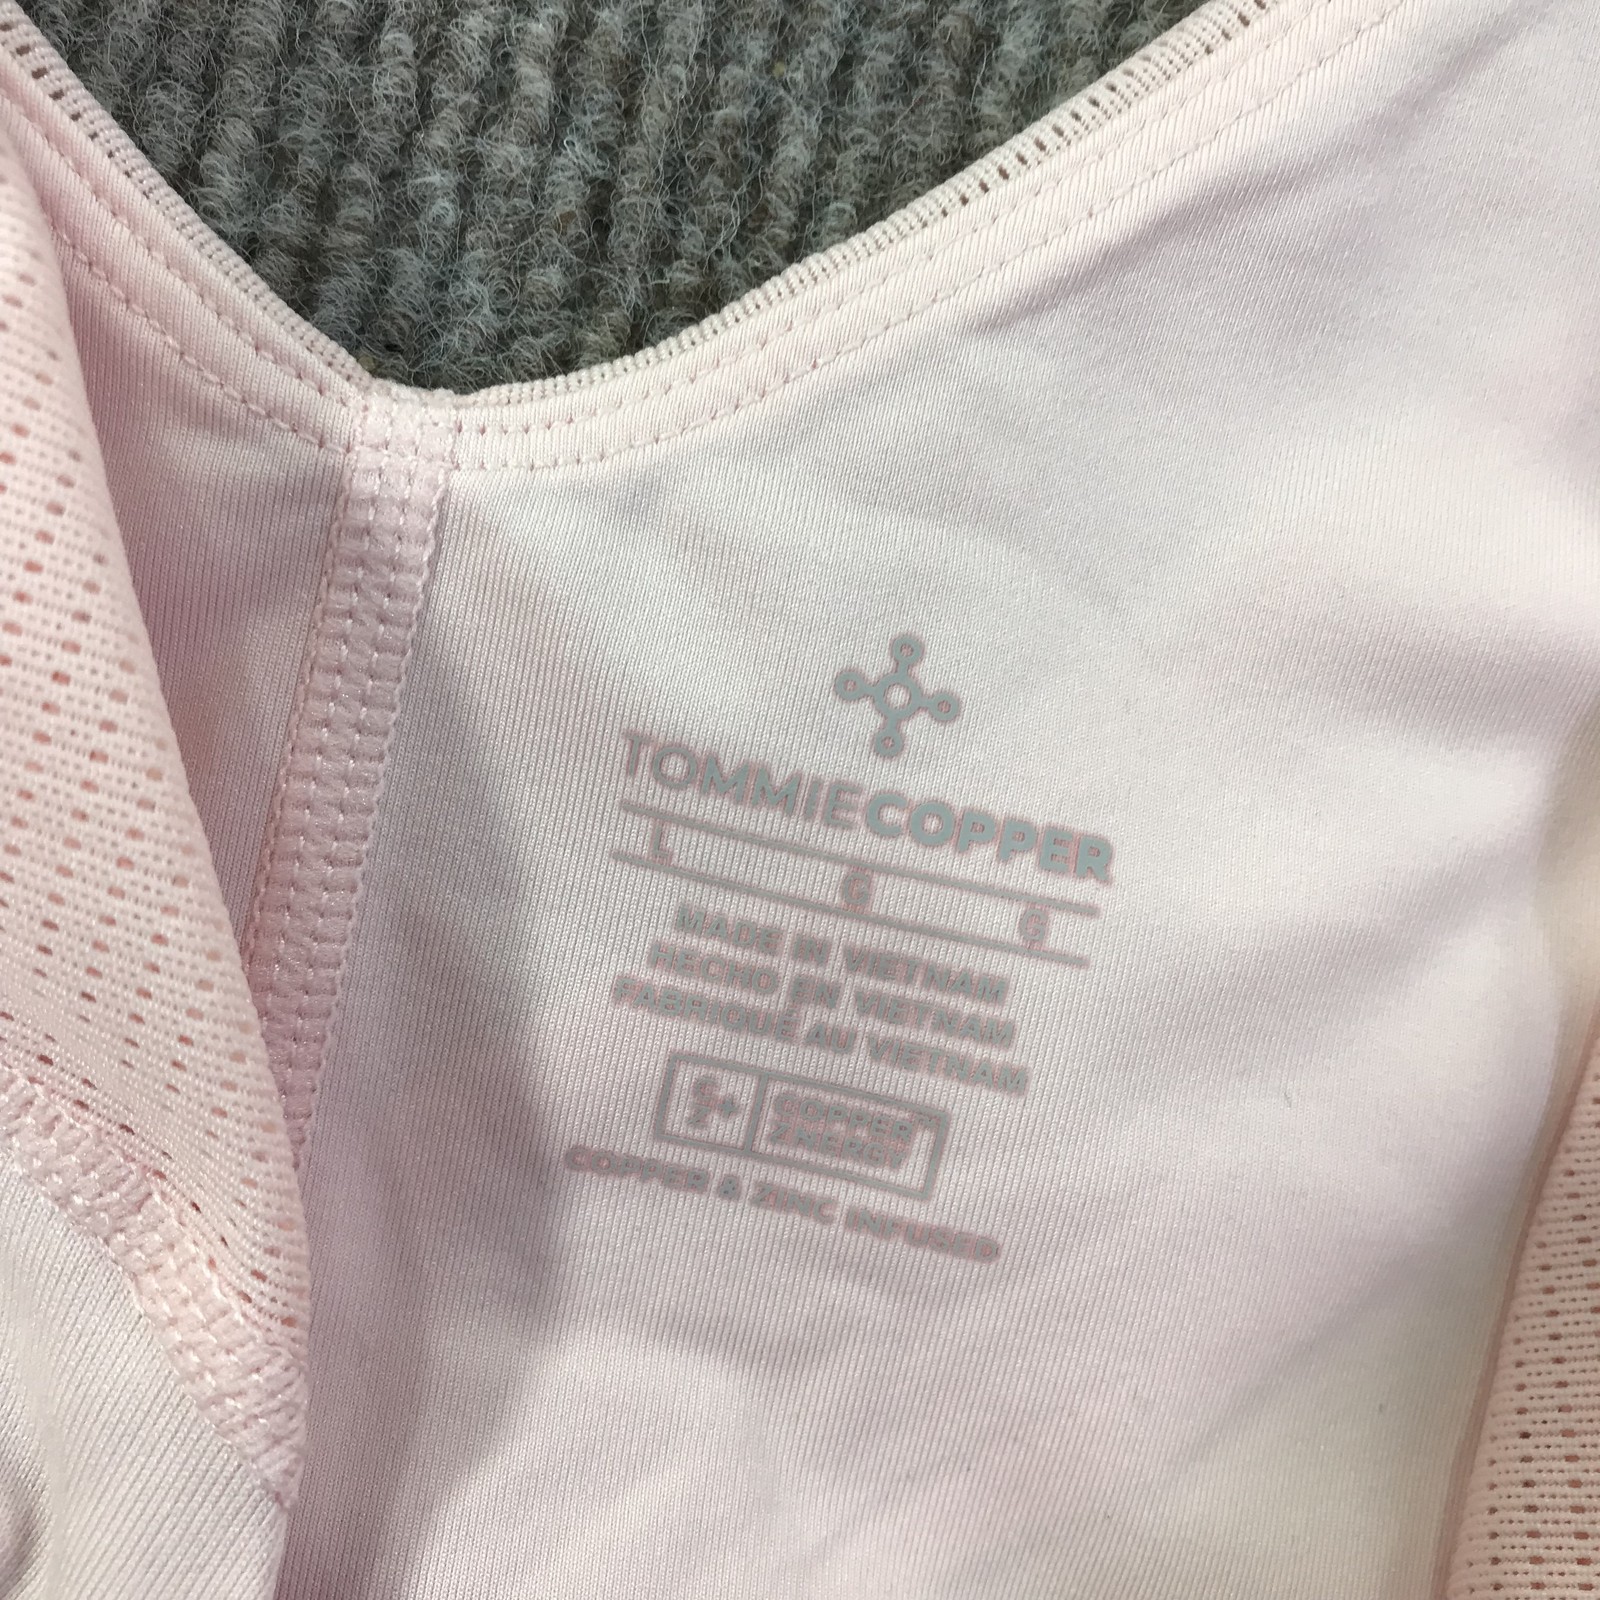 TOMMIECOPPER
L G G
MADE IN VIETNAM
HECHO EN VIETNAM
FABRIQUÉ AU VIETNAM
C+ Z+ COPPER
ZNERGY
COPPER & ZINC INFUSED